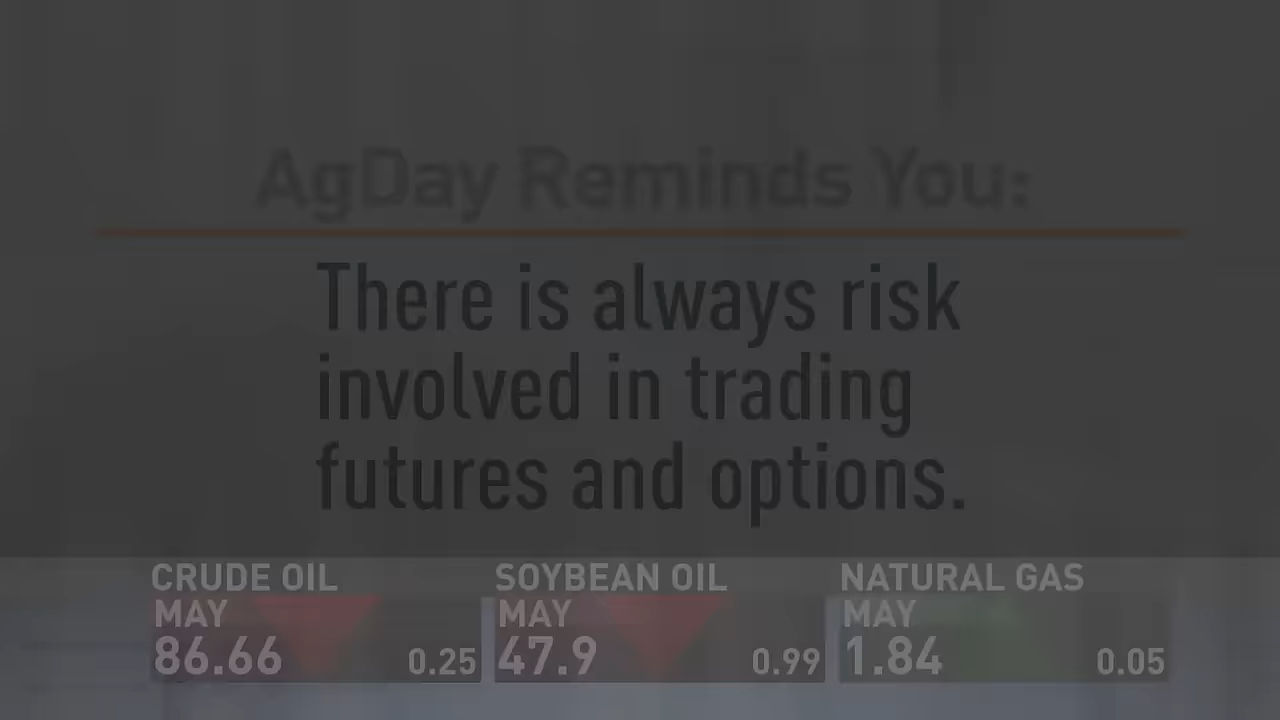 AgDay Reminds You:
There is always risk
involved in trading
futures and options.
CRUDE OIL
MAY
86.66 0.25
SOYBEAN OIL
MAY
47.9 0.99
NATURAL GAS
MAY
1.84 0.05